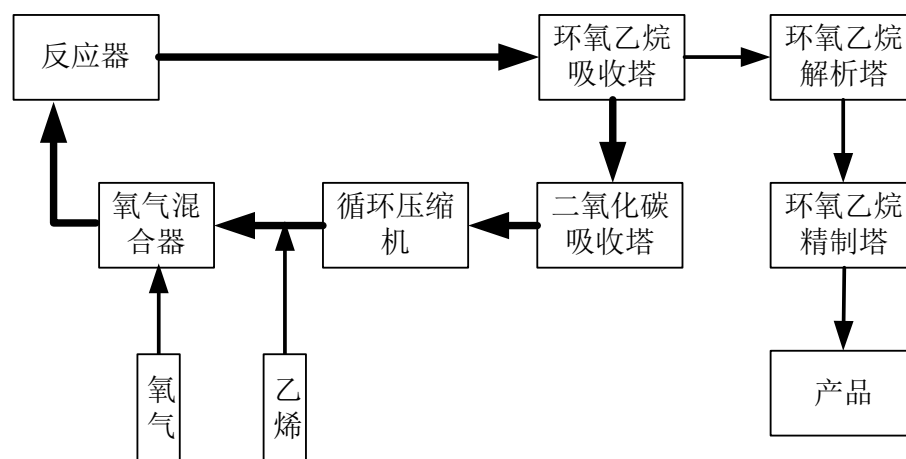 反应器
环氧乙烷
吸收塔
环氧乙烷
解析塔
氧气混
合器
循环压缩
机
二氧化碳
吸收塔
环氧乙烷
精制塔
氧
气
乙
烯
产品